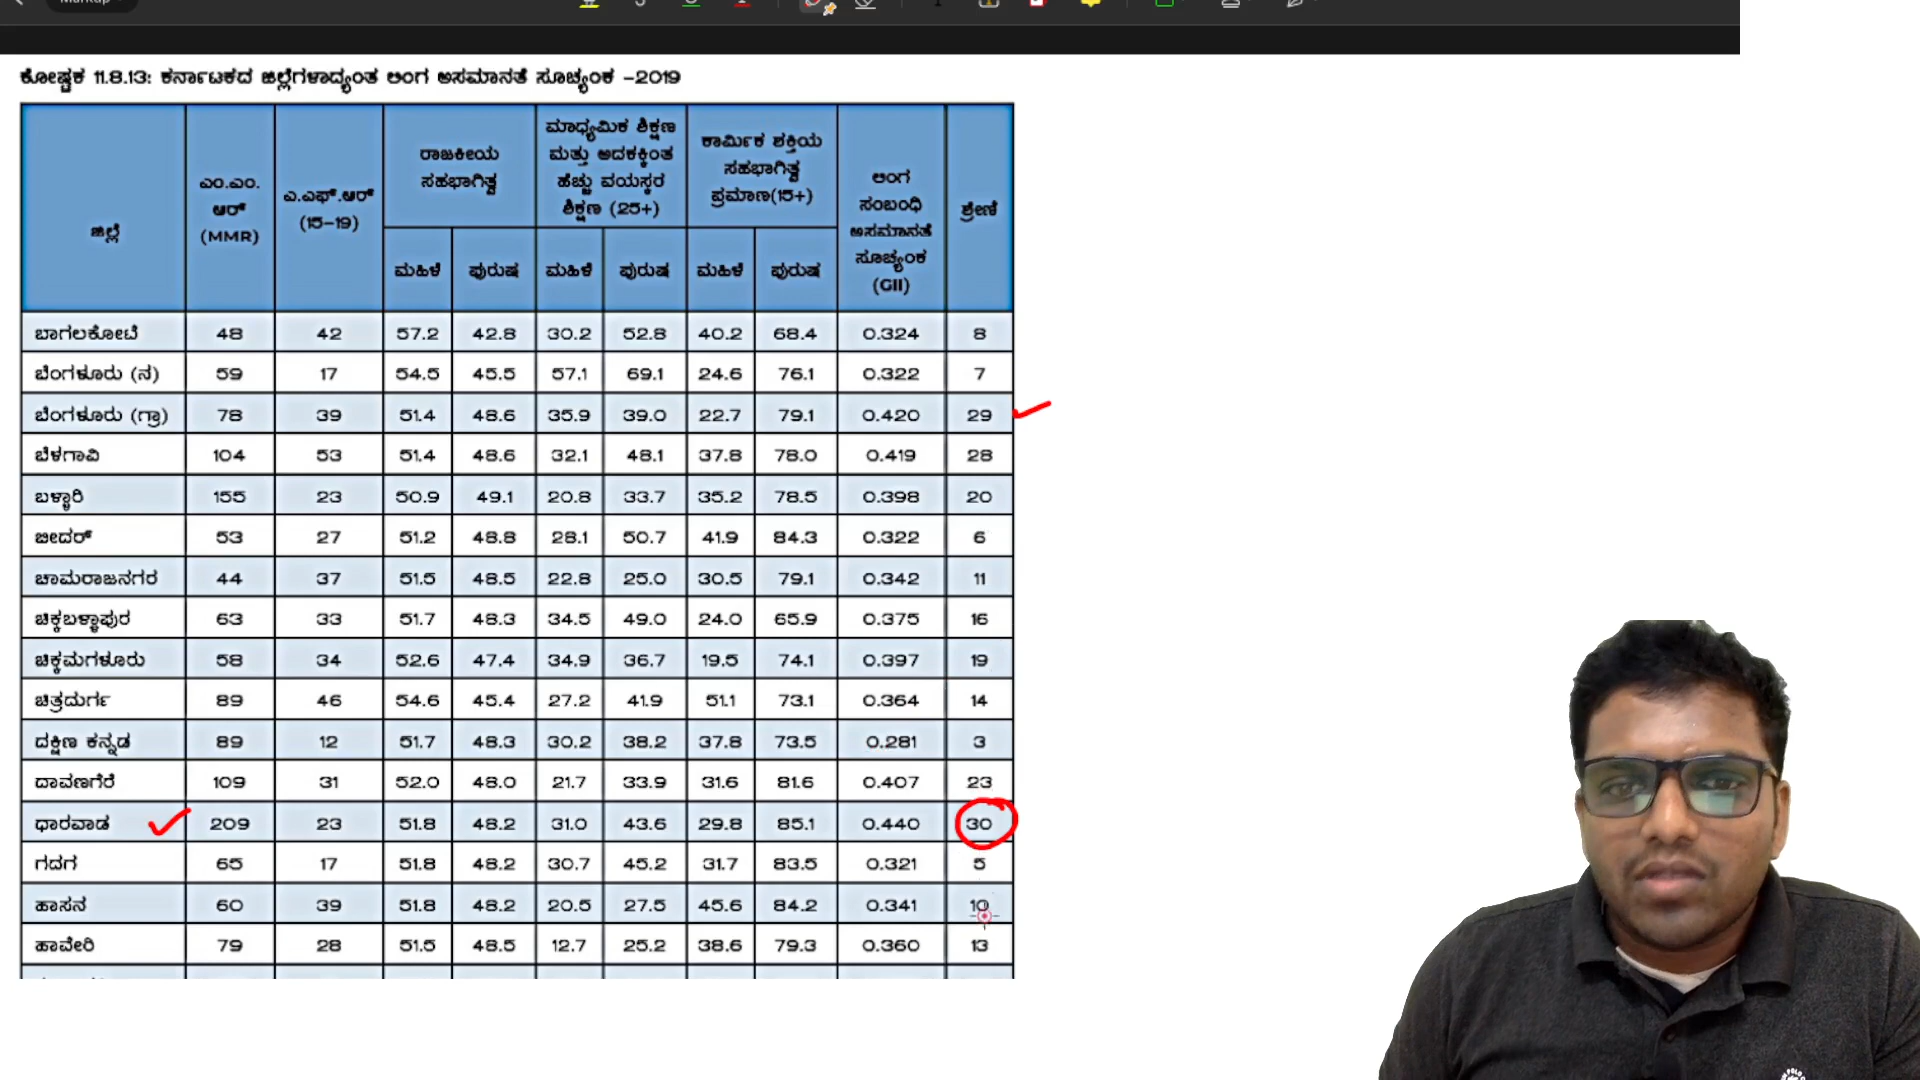 ಕೋಷ್ಟಕ 11.8.13: ಕರ್ನಾಟಕದ ಜಿಲ್ಲೆಗಳಾದ್ಯಂತ ಲಿಂಗ ಅಸಮಾನತೆ ಸೂಚ್ಯಂಕ -2019
ಜಿಲ್ಲೆ
ಎಂ.ಎಂ.
ಆರ್
(MMR)
ಎ.ಎಫ್.ಆರ್
(15-19)
ರಾಜಕೀಯ
ಸಹಭಾಗಿತ್ವ
ಮಾಧ್ಯಮಿಕ ಶಿಕ್ಷಣ
ಮತ್ತು ಅದಕ್ಕಿಂತ
ಹೆಚ್ಚು ವಯಸ್ಕರ
ಶಿಕ್ಷಣ (25+)
ಕಾರ್ಮಿಕ ಶಕ್ತಿಯ
ಸಹಭಾಗಿತ್ವ
ಪ್ರಮಾಣ(15+)
ಲಿಂಗ
ಸಂಬಂಧಿ
ಅಸಮಾನತೆ
ಸೂಚ್ಯಂಕ
(GII)
ಶ್ರೇಣಿ
ಮಹಿಳೆ ಪುರುಷ ಮಹಿಳೆ ಪುರುಷ ಮಹಿಳೆ ಪುರುಷ
ಬಾಗಲಕೋಟೆ 48 42 57.2 42.8 30.2 52.8 40.2 68.4 0.324 8
ಬೆಂಗಳೂರು (ನ) 59 17 54.5 45.5 57.1 69.1 24.6 76.1 0.322 7
ಬೆಂಗಳೂರು (ಗ್ರಾ) 78 39 51.4 48.6 35.9 39.0 22.7 79.1 0.420 29
ಬೆಳಗಾವಿ 104 53 51.4 48.6 32.1 48.1 37.8 78.0 0.419 28
ಬಳ್ಳಾರಿ 155 23 50.9 49.1 20.8 33.7 35.2 78.5 0.398 20
ಬೀದರ್ 53 27 51.2 48.8 28.1 50.7 41.9 84.3 0.322 6
ಚಾಮರಾಜನಗರ 44 37 51.5 48.5 22.8 25.0 30.5 79.1 0.342 11
ಚಿಕ್ಕಬಳ್ಳಾಪುರ 63 33 51.7 48.3 34.5 49.0 24.0 65.9 0.375 16
ಚಿಕ್ಕಮಗಳೂರು 58 34 52.6 47.4 34.9 36.7 19.5 74.1 0.397 19
ಚಿತ್ರದುರ್ಗ 89 46 54.6 45.4 27.2 41.9 51.1 73.1 0.364 14
ದಕ್ಷಿಣ ಕನ್ನಡ 89 12 51.7 48.3 30.2 38.2 37.8 73.5 0.281 3
ದಾವಣಗೆರೆ 109 31 52.0 48.0 21.7 33.9 31.6 81.6 0.407 23
ಧಾರವಾಡ 209 23 51.8 48.2 31.0 43.6 29.8 85.1 0.440 30
ಗದಗ 65 17 51.8 48.2 30.7 45.2 31.7 83.5 0.321 5
ಹಾಸನ 60 39 51.8 48.2 20.5 27.5 45.6 84.2 0.341 10
ಹಾವೇರಿ 79 28 51.5 48.5 12.7 25.2 38.6 79.3 0.360 13